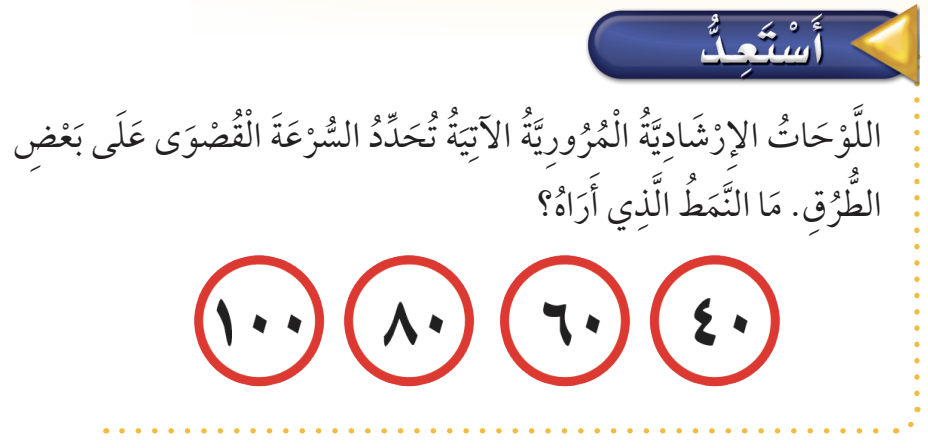 أَسْتَعِدُّ
اللَّوْحَاتُ الإِرْشَادِيَّةُ الْمُرُورِيَّةُ الآتِيَةُ تُحَدِّدُ السُّرْعَةَ الْقُصْوَى عَلَى بَعْضِ
الطُّرُقِ. مَا النَّمَطُ الَّذِي أَرَاهُ؟
٤٠ ٦٠ ٨٠ ١٠٠